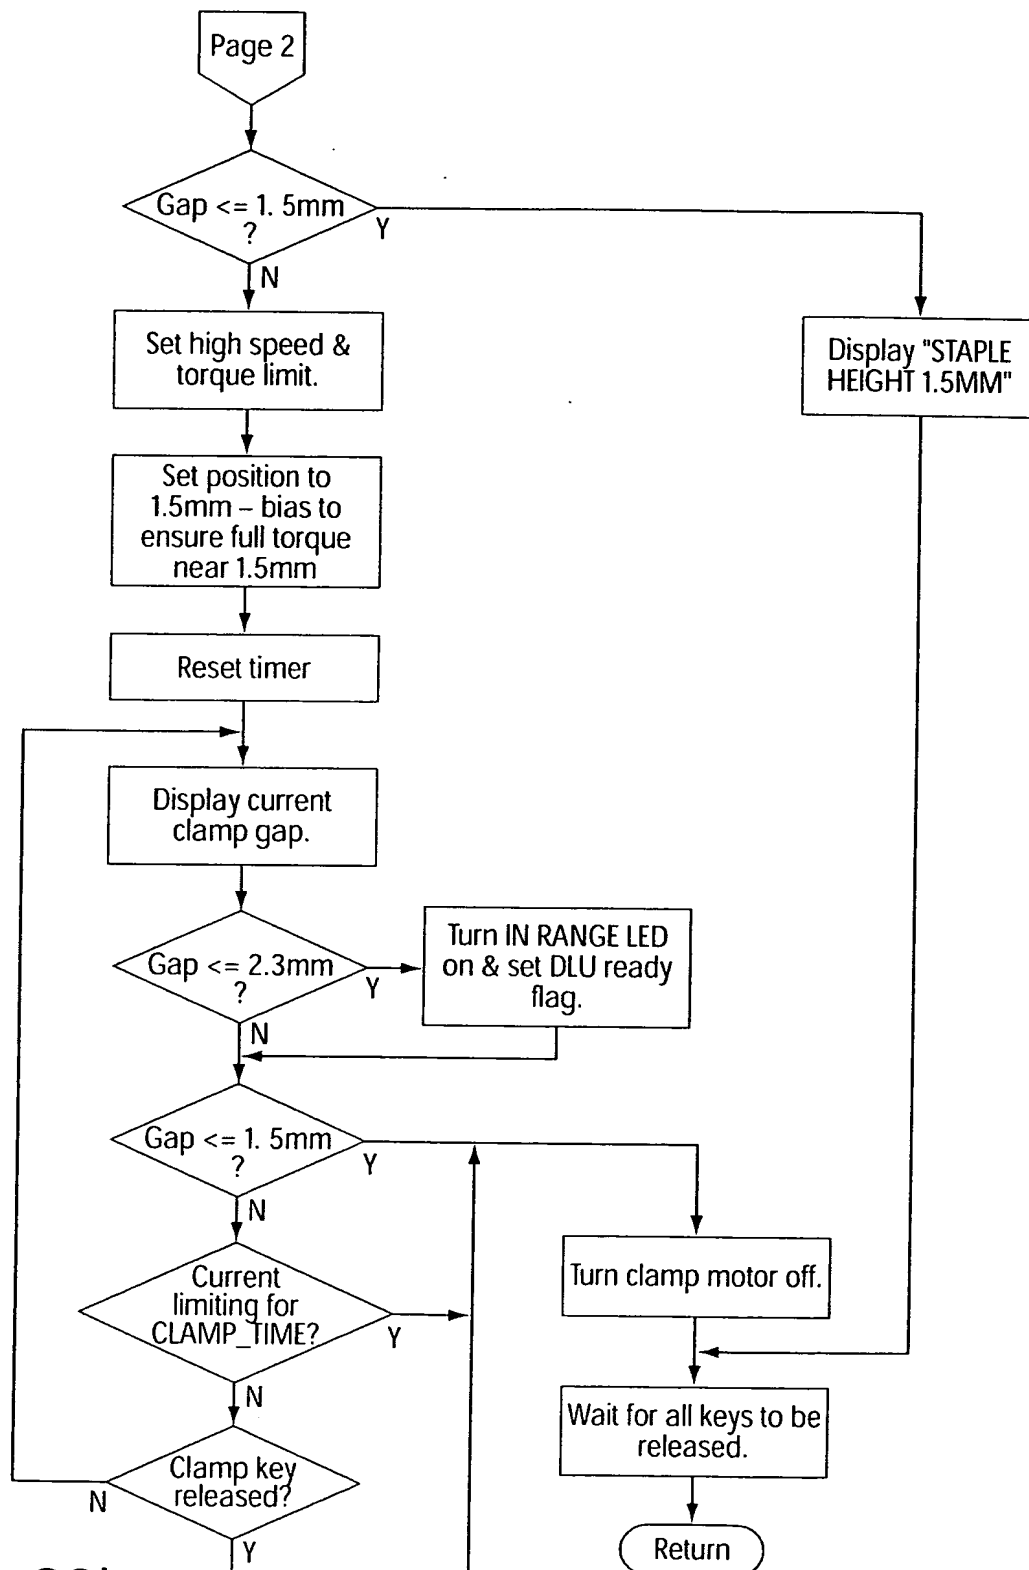 Page 2
Gap <= 1. 5mm
?
Y
N
Set high speed &
torque limit.
Display "STAPLE
HEIGHT 1.5MM"
Set position to
1.5mm – bias to
ensure full torque
near 1.5mm
Reset timer
Display current
clamp gap.
Gap <= 2.3mm
?
Y
N
Turn IN RANGE LED
on & set DLU ready
flag.
Gap <= 1. 5mm
?
Y
N
Current
limiting for
CLAMP_TIME?
Y
N
Turn clamp motor off.
Wait for all keys to be
released.
Clamp key
released?
N
Y
Return